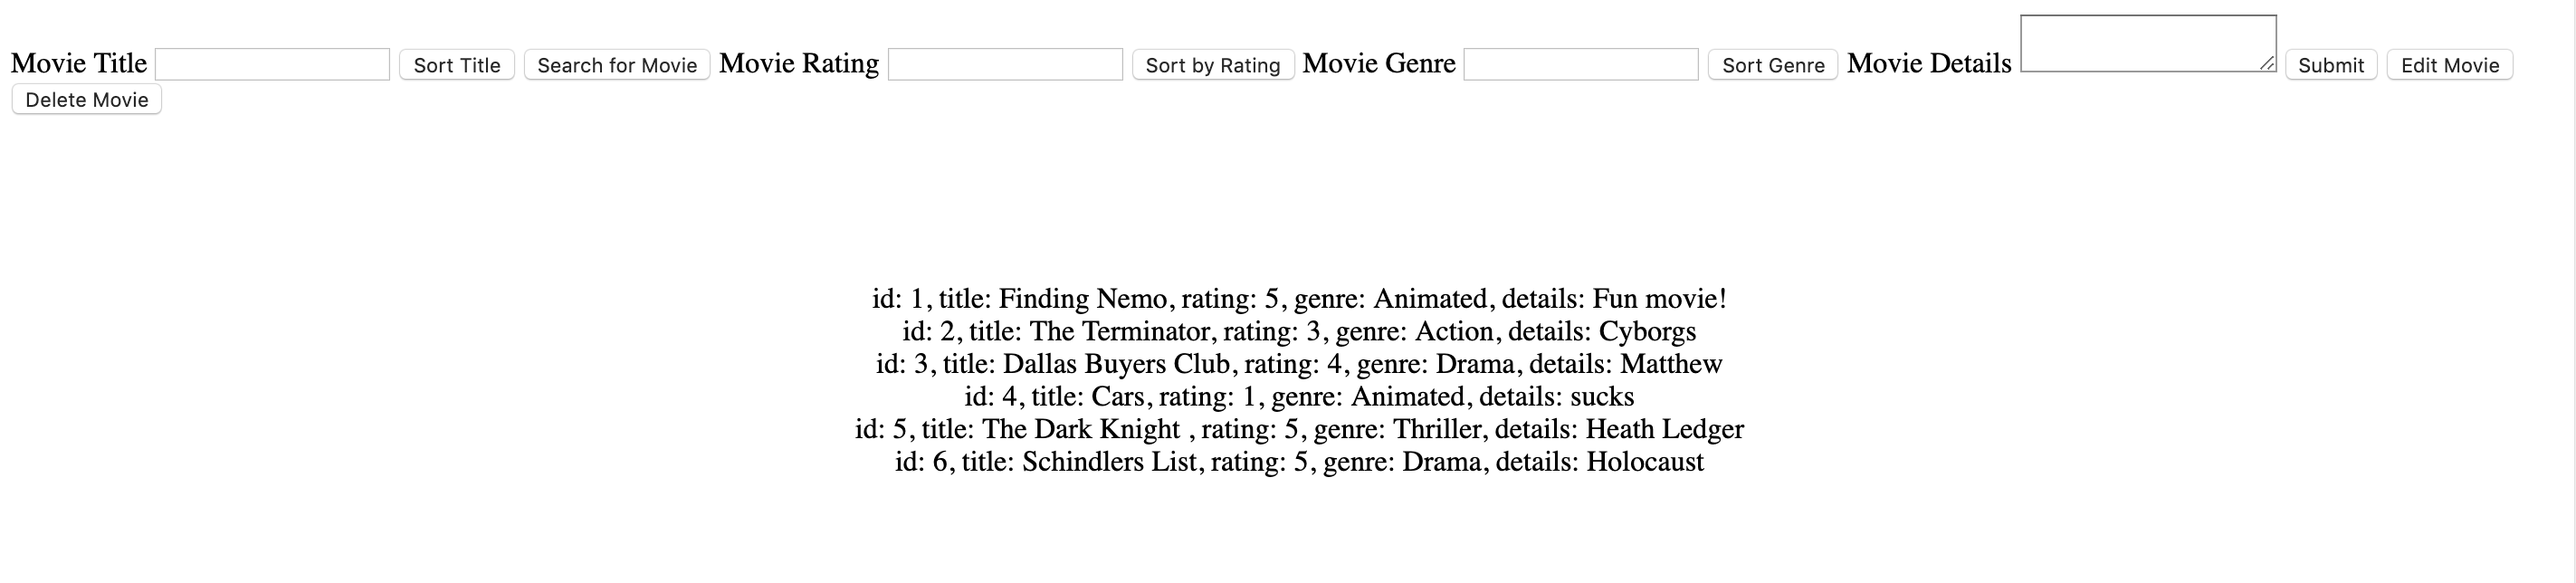 Movie Title Sort Title Search for Movie Movie Rating Sort by Rating Movie Genre Sort Genre Movie Details Submit Edit Movie
Delete Movie
id: 1, title: Finding Nemo, rating: 5, genre: Animated, details: Fun movie!
id: 2, title: The Terminator, rating: 3, genre: Action, details: Cyborgs
id: 3, title: Dallas Buyers Club, rating: 4, genre: Drama, details: Matthew
id: 4, title: Cars, rating: 1, genre: Animated, details: sucks
id: 5, title: The Dark Knight , rating: 5, genre: Thriller, details: Heath Ledger
id: 6, title: Schindlers List, rating: 5, genre: Drama, details: Holocaust